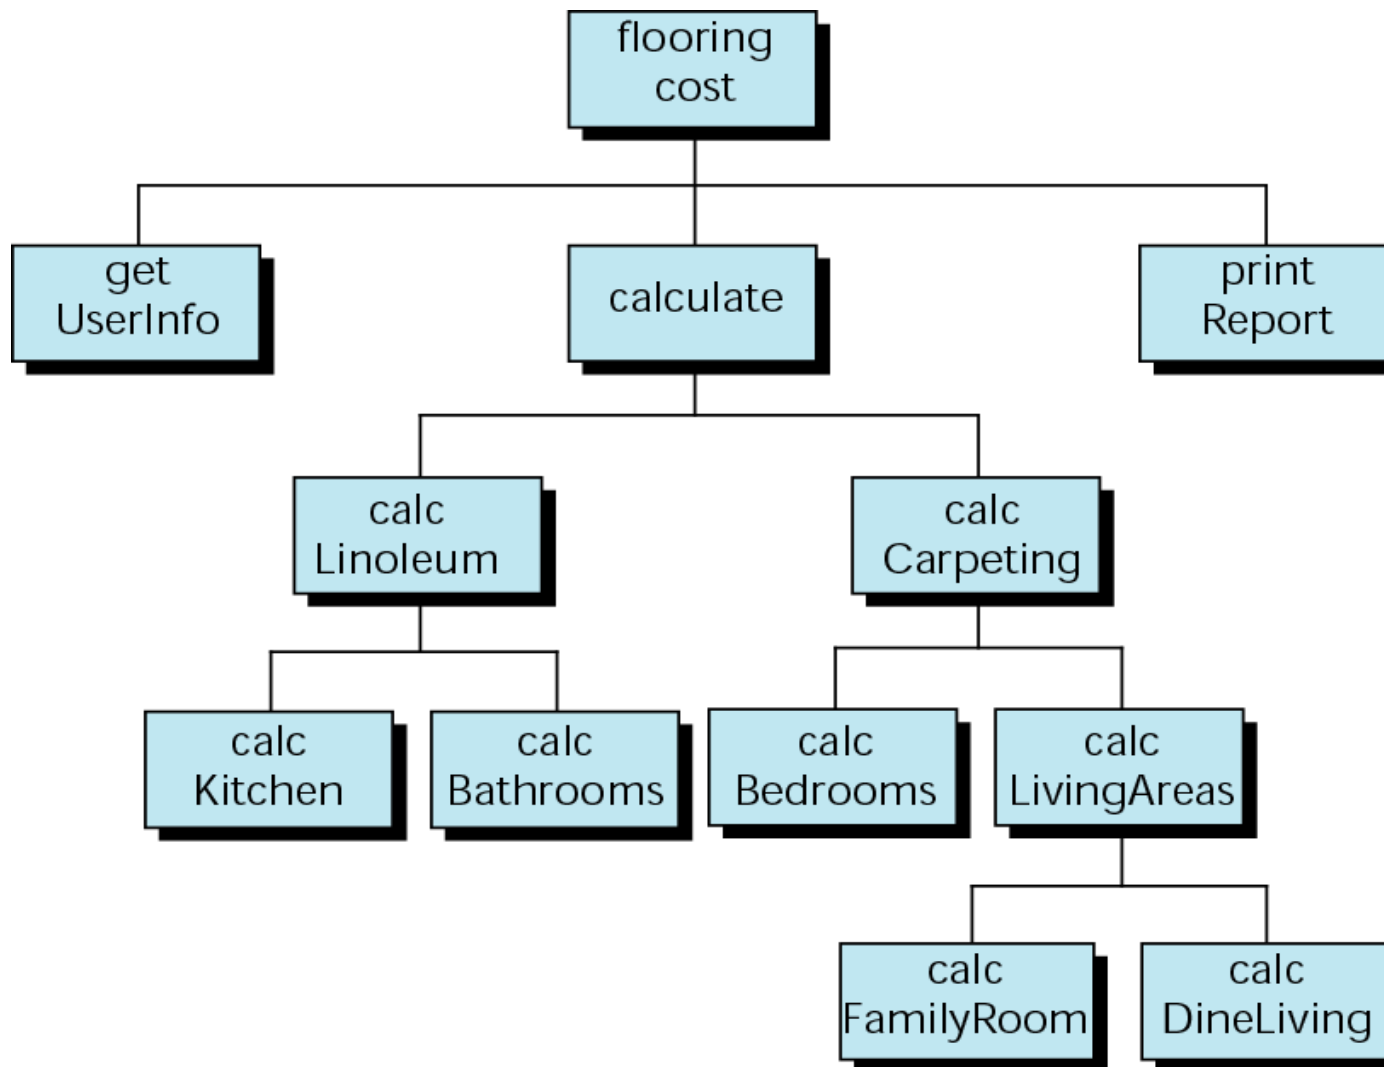 flooring
cost
get
UserInfo
calculate
print
Report
calc
Linoleum
calc
Carpeting
calc
Kitchen
calc
Bathrooms
calc
Bedrooms
calc
LivingAreas
calc
FamilyRoom
calc
DineLiving